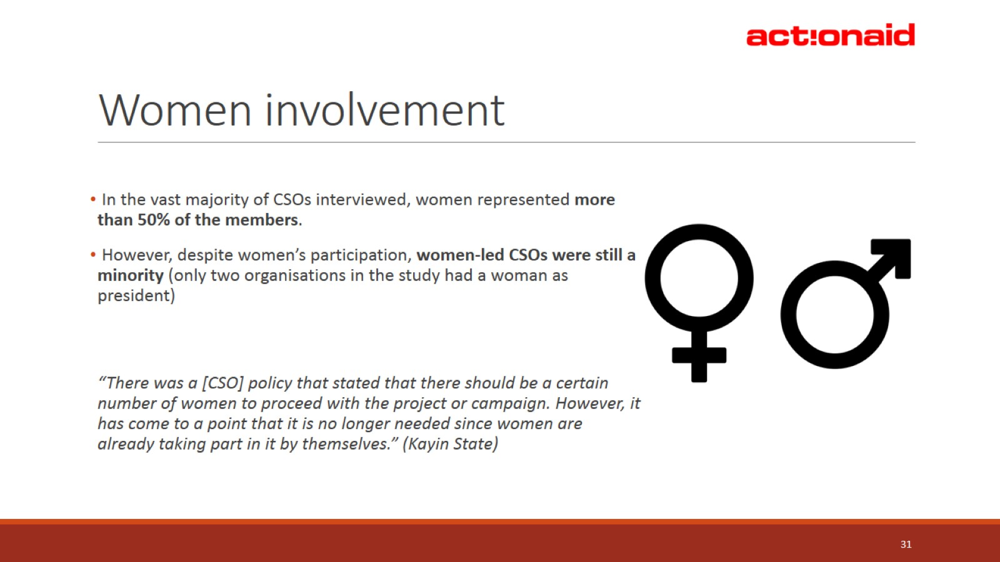 act!onaid
Women involvement
• In the vast majority of CSOs interviewed, women represented more
than 50% of the members.
• However, despite women’s participation, women-led CSOs were still a
minority (only two organisations in the study had a woman as
president)
“There was a [CSO] policy that stated that there should be a certain
number of women to proceed with the project or campaign. However, it
has come to a point that it is no longer needed since women are
already taking part in it by themselves.” (Kayin State)
31